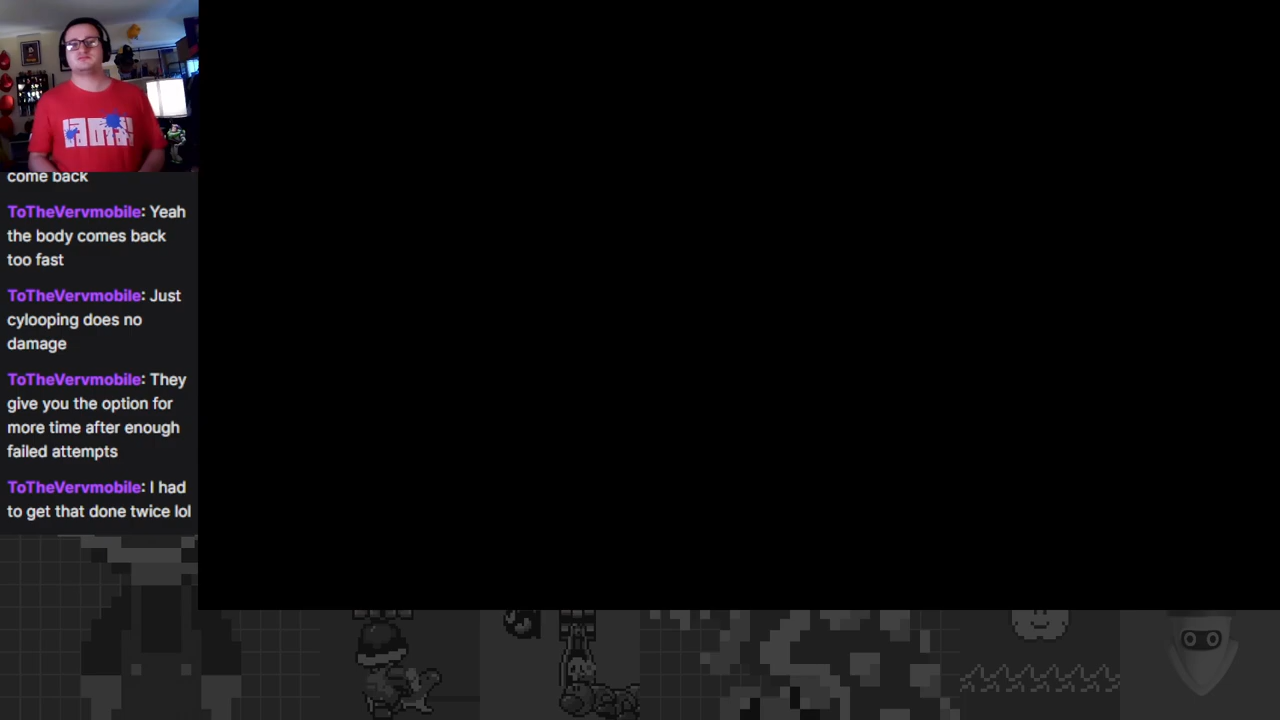 come back
ToTheVervmobile: Yeah
the body comes back
too fast
ToTheVervmobile: Just
cylooping does no
damage
ToTheVervmobile: They
give you the option for
more time after enough
failed attempts
ToTheVervmobile: I had
to get that done twice lol